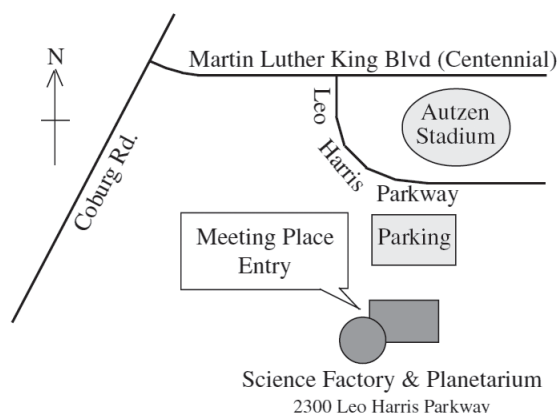 Martin Luther King Blvd (Centennial)
N
Leo
Harris
Parkway
Autzen
Stadium
Coburg Rd.
Meeting Place
Entry
Parking
Science Factory & Planetarium
2300 Leo Harris Parkway